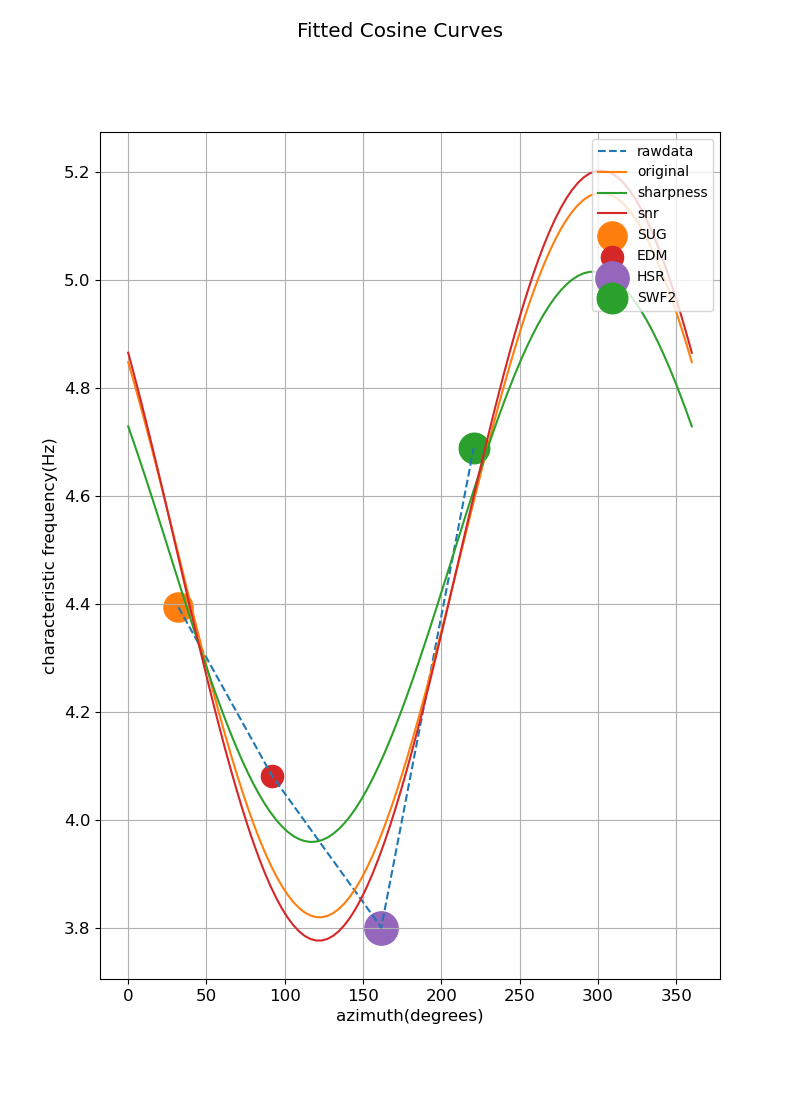 Fitted Cosine Curves
rawdata
original
sharpness
snr
SUG
EDM
HSR
SWF2
5.2
5.0
4.8
4.6
4.4
4.2
4.0
3.8
characteristic frequency(Hz)
0 50 100 150 200 250 300 350
azimuth(degrees)